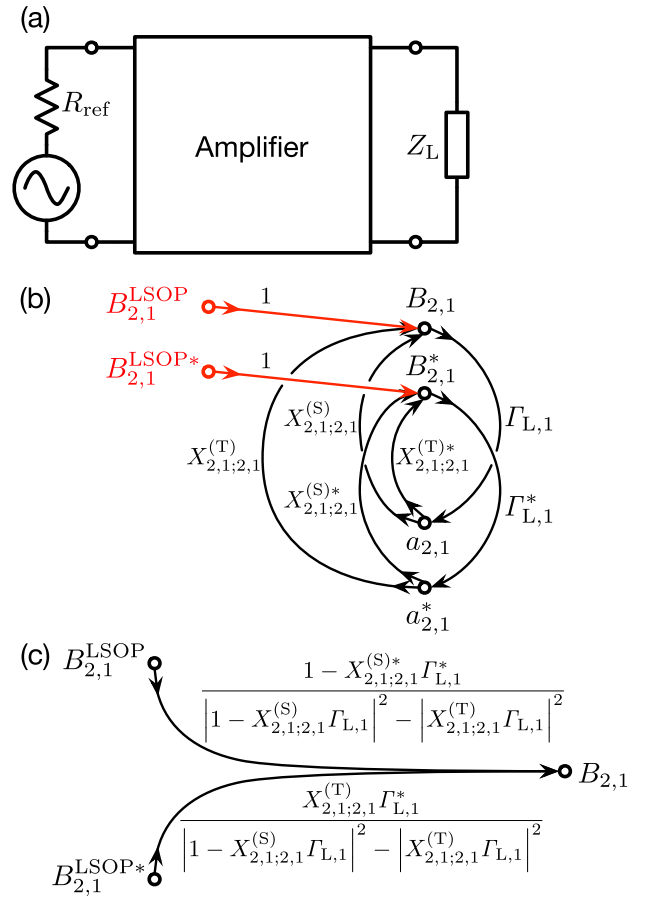 (a)
R_ref
Amplifier
Z_L
(b)
B_{2,1}^{LSOP}
1
B_{2,1}
B_{2,1}^{LSOP*}
1
B_{2,1}^{*}
X_{2,1;2,1}^{(S)}
Γ_{L,1}
X_{2,1;2,1}^{(T)}
X_{2,1;2,1}^{(T)*}
X_{2,1;2,1}^{(S)*}
Γ_{L,1}^{*}
a_{2,1}
a_{2,1}^{*}
(c)
B_{2,1}^{LSOP}
1 − X_{2,1;2,1}^{(S)*} Γ_{L,1}^{*}
|1 − X_{2,1;2,1}^{(S)} Γ_{L,1}|^2 − |X_{2,1;2,1}^{(T)} Γ_{L,1}|^2
B_{2,1}
X_{2,1;2,1}^{(T)} Γ_{L,1}^{*}
|1 − X_{2,1;2,1}^{(S)} Γ_{L,1}|^2 − |X_{2,1;2,1}^{(T)} Γ_{L,1}|^2
B_{2,1}^{LSOP*}